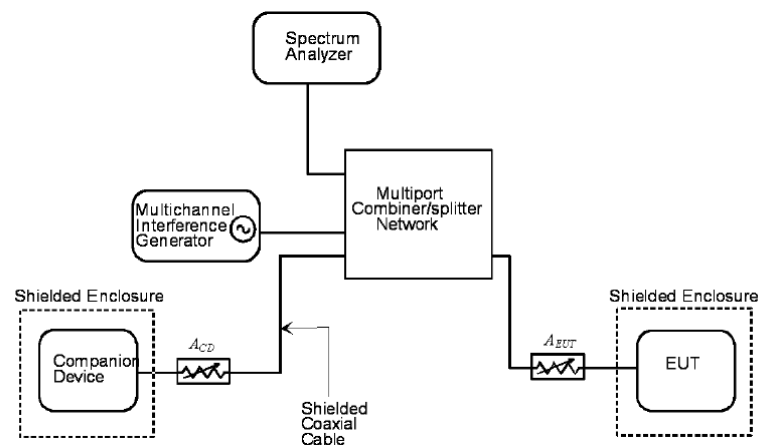 Spectrum
Analyzer
Multiport
Combiner/splitter
Network
Multichannel
Interference
Generator
Shielded Enclosure
Shielded Enclosure
A_CD
A_EUT
Companion
Device
EUT
Shielded
Coaxial
Cable